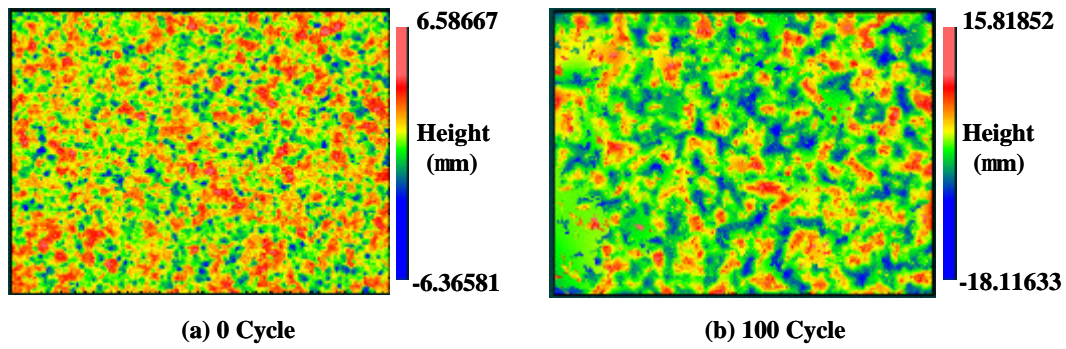 6.58667
Height
(mm)
-6.36581
(a) 0 Cycle
15.81852
Height
(mm)
-18.11633
(b) 100 Cycle